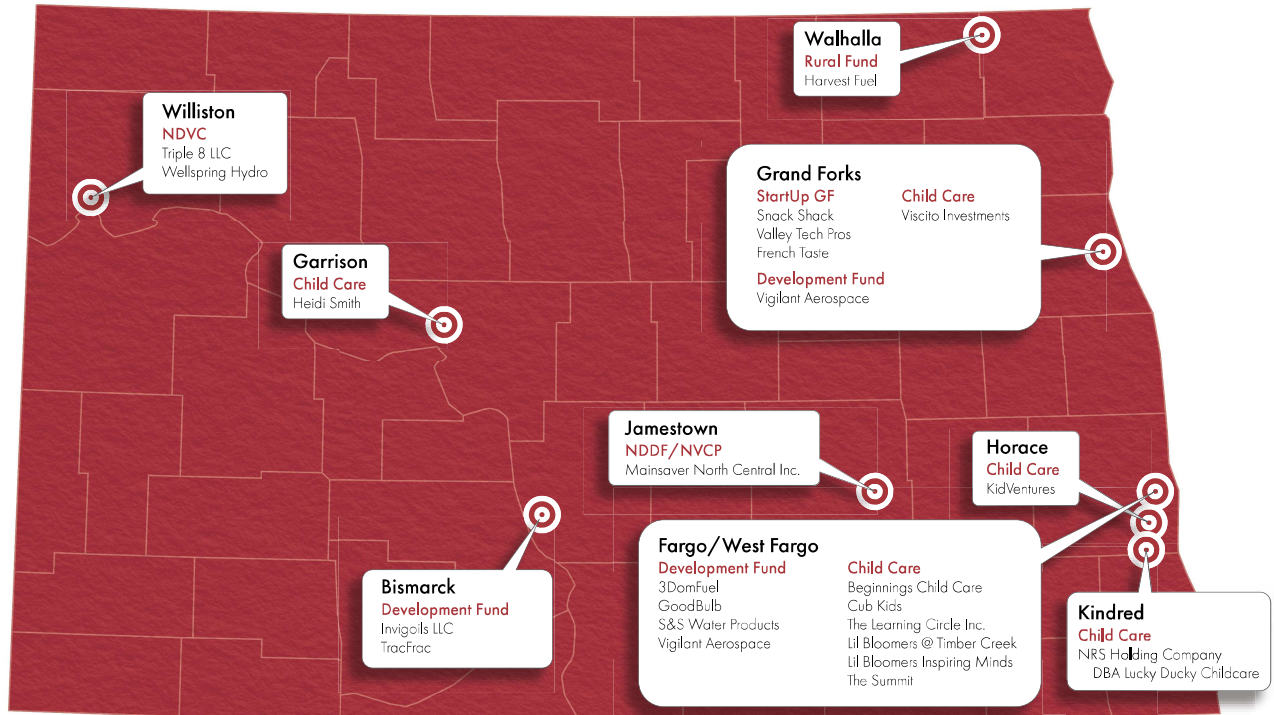 Walhalla
Rural Fund
Harvest Fuel
Williston
NDVC
Triple 8 LLC
Wellspring Hydro
Grand Forks
StartUp GF
Snack Shack
Valley Tech Pros
French Taste
Development Fund
Vigilant Aerospace
Child Care
Viscito Investments
Garrison
Child Care
Heidi Smith
Jamestown
NDDF/NVCP
Mainsaver North Central Inc.
Horace
Child Care
KidVentures
Fargo/West Fargo
Development Fund
3DomFuel
GoodBulb
S&S Water Products
Vigilant Aerospace
Child Care
Beginnings Child Care
Cub Kids
The Learning Circle Inc.
Lil Bloomers @ Timber Creek
Lil Bloomers Inspiring Minds
The Summit
Bismarck
Development Fund
Invigoils LLC
TracFrac
Kindred
Child Care
NRS Holding Company
DBA Lucky Ducky Childcare